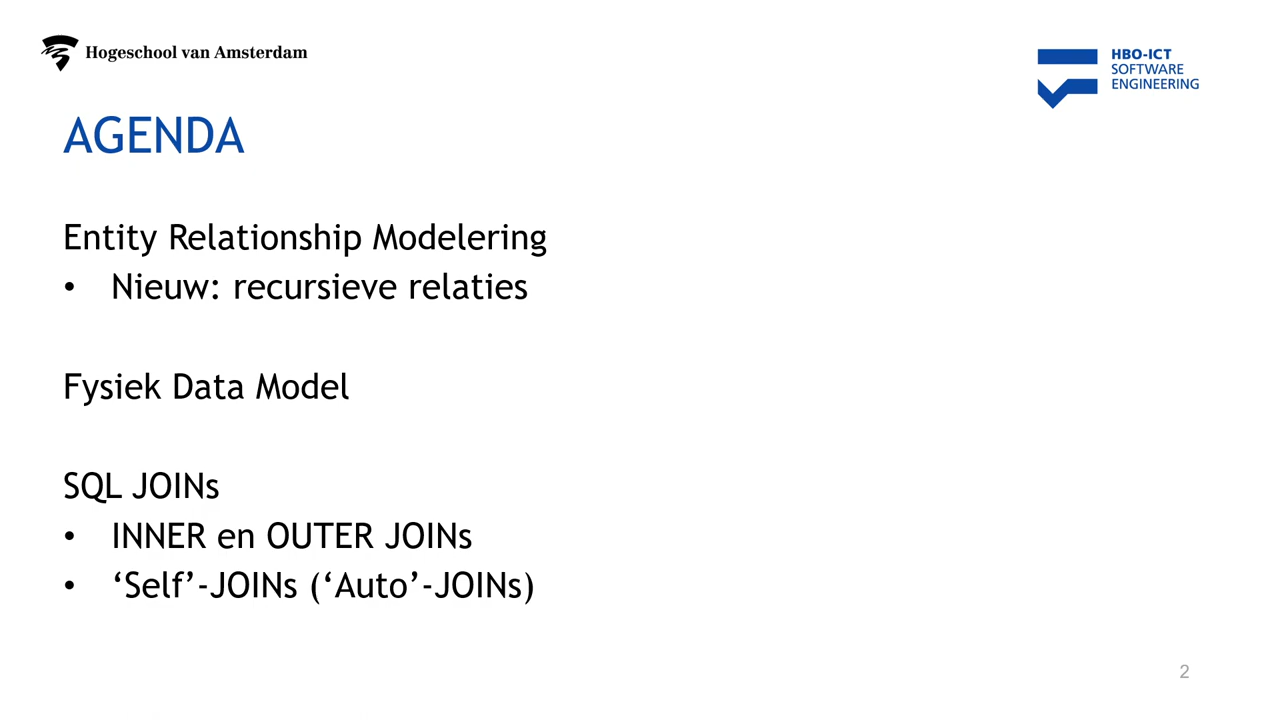 Hogeschool van Amsterdam
HBO-ICT
SOFTWARE
ENGINEERING
AGENDA
Entity Relationship Modelering
• Nieuw: recursieve relaties
Fysiek Data Model
SQL JOINs
• INNER en OUTER JOINs
• ‘Self’-JOINs (‘Auto’-JOINs)
2